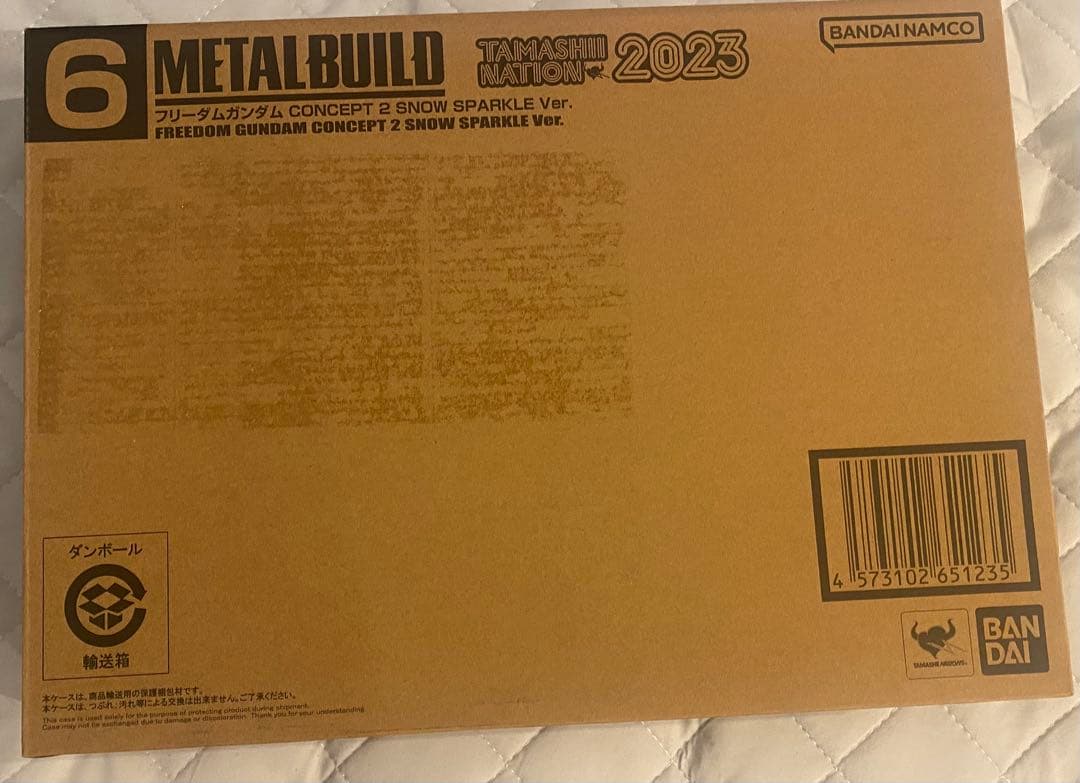 6
METAL BUILD
TAMASHII NATION 2023
BANDAI NAMCO
フリーダムガンダム CONCEPT 2 SNOW SPARKLE Ver.
FREEDOM GUNDAM CONCEPT 2 SNOW SPARKLE Ver.
4 573102 651235
ダンボール
輸送箱
TAMASHII NATIONS
BAN
DAI
本ケースは、商品輸送用の保護梱包材です。
本ケースは、つぶれ、汚れ等による交換は出来ません。ご了承ください。
This case is used solely for the purpose of protecting product during shipment.
Case may not be exchanged due to damage or discoloration. Thank you for your understanding.